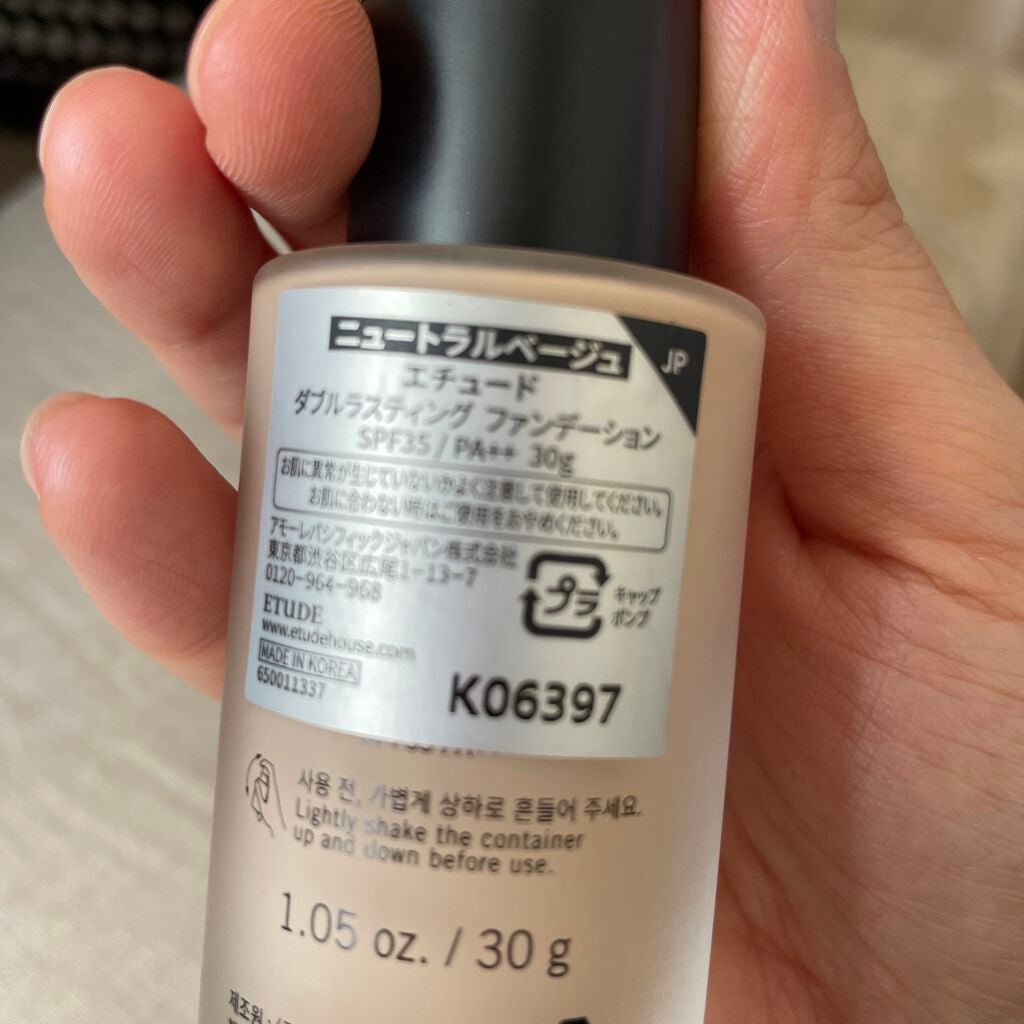 ニュートラルベージュ
JP
エチュード
ダブルラスティング ファンデーション
SPF35 / PA++ 30g
お肌に異常が生じていないかよく注意して使用してください。
お肌に合わない時はご使用をおやめください。
アモーレパシフィックジャパン株式会社
東京都渋谷区広尾1-13-7
0120-964-968
プラ
キャップ
ポンプ
ETUDE
www.etudehouse.com
MADE IN KOREA
650011337
K06397
사용 전, 가볍게 상하로 흔들어 주세요.
Lightly shake the container
up and down before use.
1.05 oz. / 30 g
제조원 :